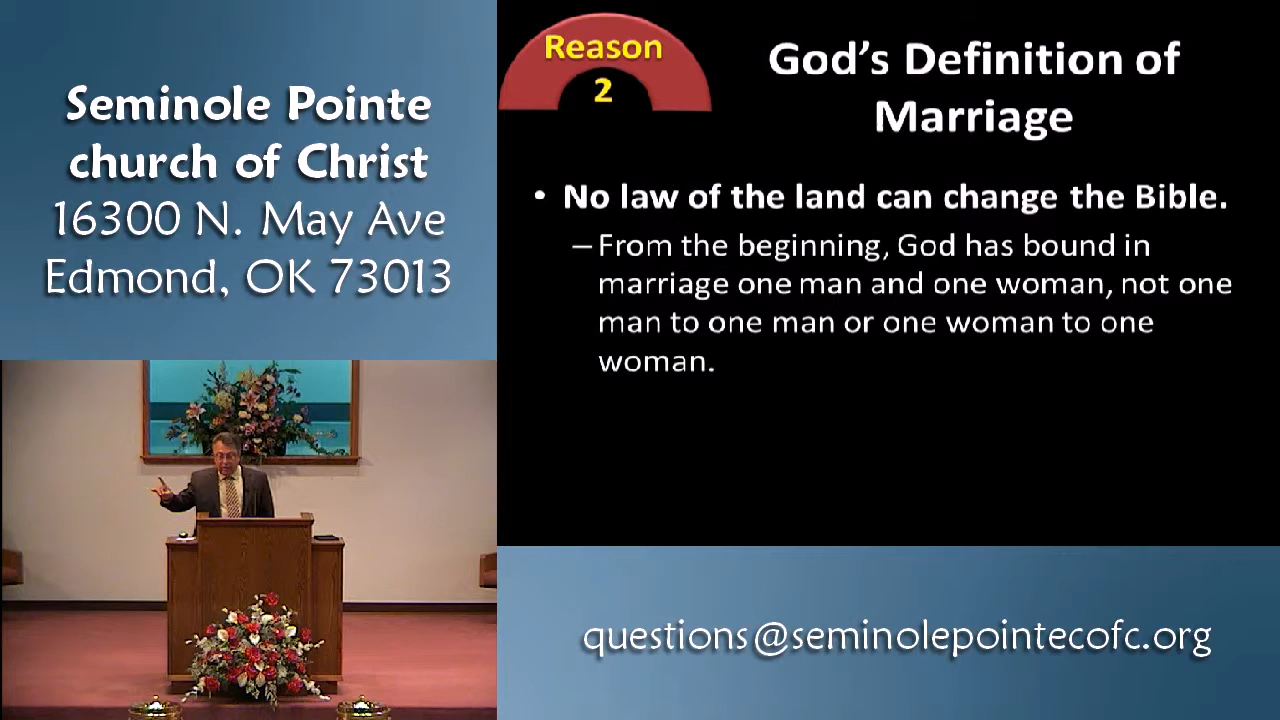 Seminole Pointe
church of Christ
16300 N. May Ave
Edmond, OK 73013
Reason
2
God’s Definition of
Marriage
• No law of the land can change the Bible.
– From the beginning, God has bound in
marriage one man and one woman, not one
man to one man or one woman to one
woman.
questions@seminolepointecofc.org